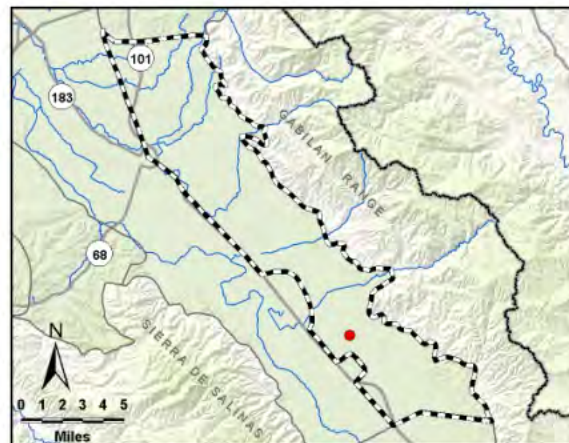 101
183
GABILAN RANGE
68
SIERRA DE SALINAS
N
0 1 2 3 4 5
Miles